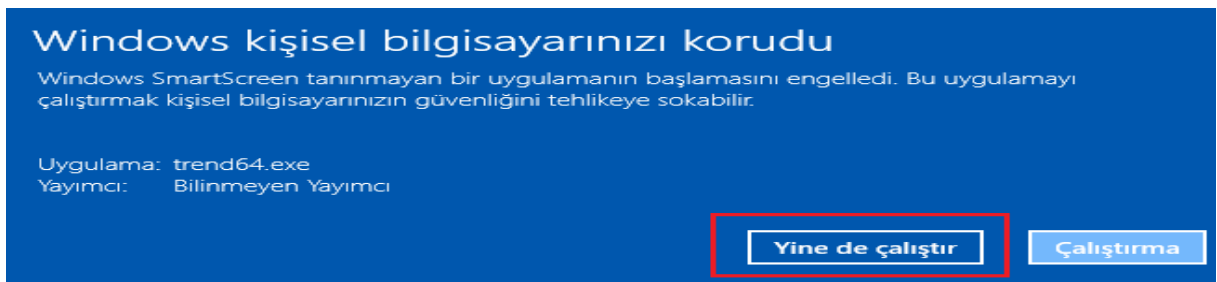 Windows kişisel bilgisayarınızı korudu
Windows SmartScreen tanınmayan bir uygulamanın başlamasını engelledi. Bu uygulamayı
çalıştırmak kişisel bilgisayarınızın güvenliğini tehlikeye sokabilir.
Uygulama: trend64.exe
Yayımcı: Bilinmeyen Yayımcı
Yine de çalıştır Çalıştırma